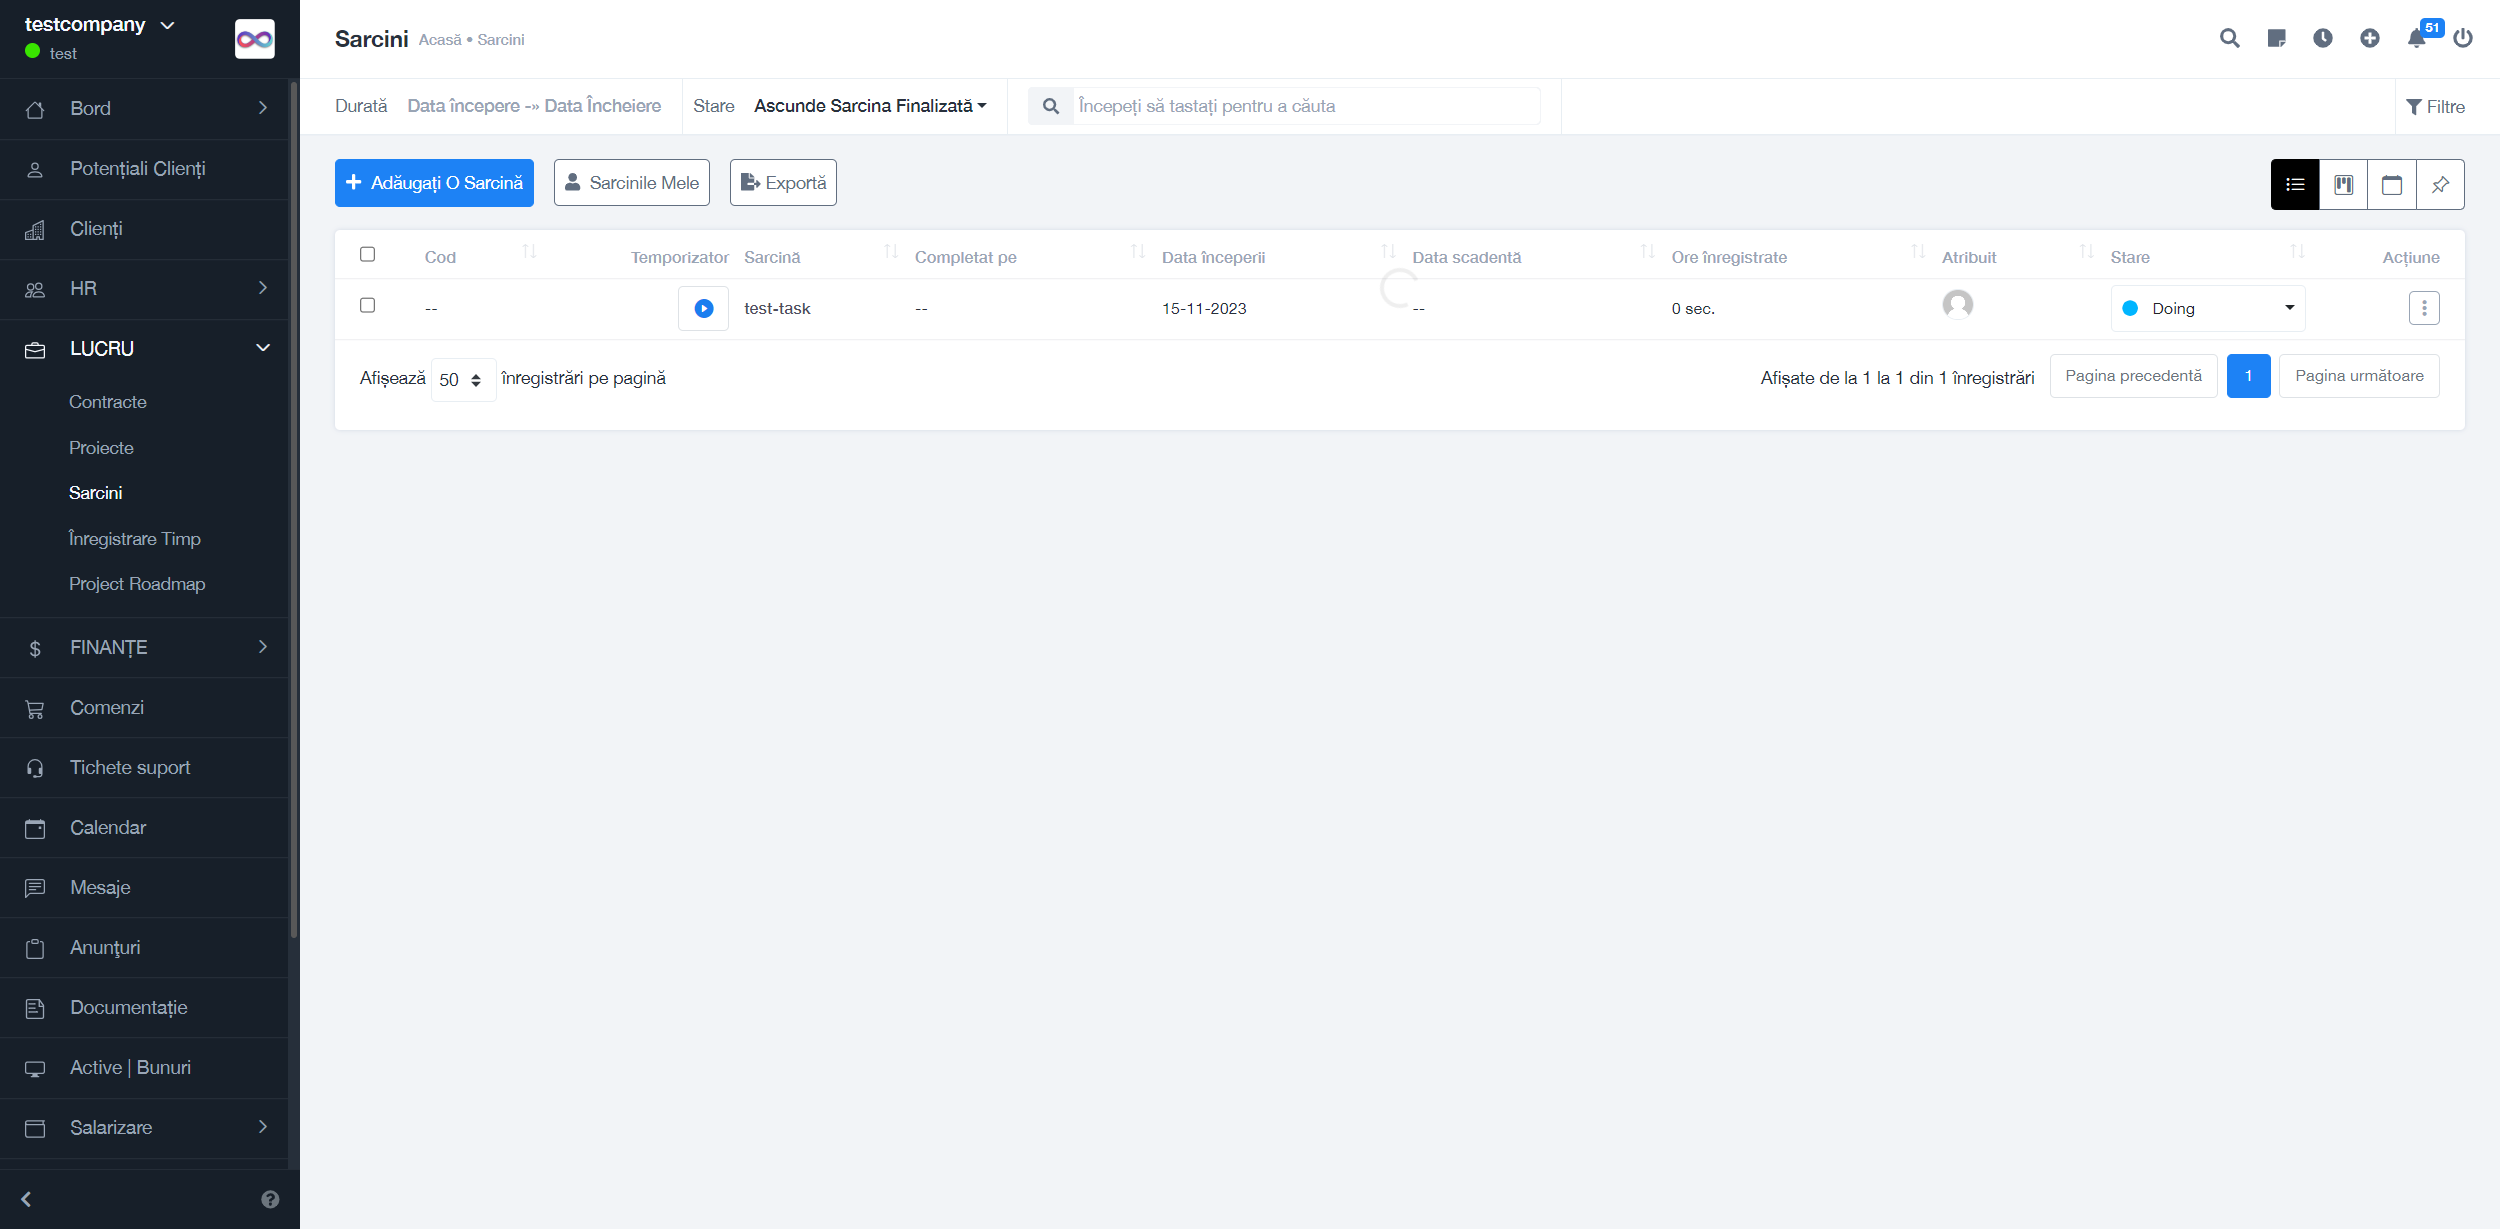 testcompany
test
Bord
Potențiali Clienți
Clienți
HR
LUCRU
Contracte
Proiecte
Sarcini
Înregistrare Timp
Project Roadmap
FINANȚE
Comenzi
Tichete suport
Calendar
Mesaje
Anunţuri
Documentație
Active | Bunuri
Salarizare
Sarcini Acasă • Sarcini
51
Durată Data începere -» Data Încheiere Stare Ascunde Sarcina Finalizată Începeți să tastați pentru a căuta Filtre
Adăugați O Sarcină Sarcinile Mele Exportă
Cod Temporizator Sarcină Completat pe Data începerii Data scadentă Ore înregistrate Atribuit Stare Acțiune
-- test-task -- 15-11-2023 -- 0 sec. Doing
Afișează 50 înregistrări pe pagină Afișate de la 1 la 1 din 1 înregistrări Pagina precedentă 1 Pagina următoare